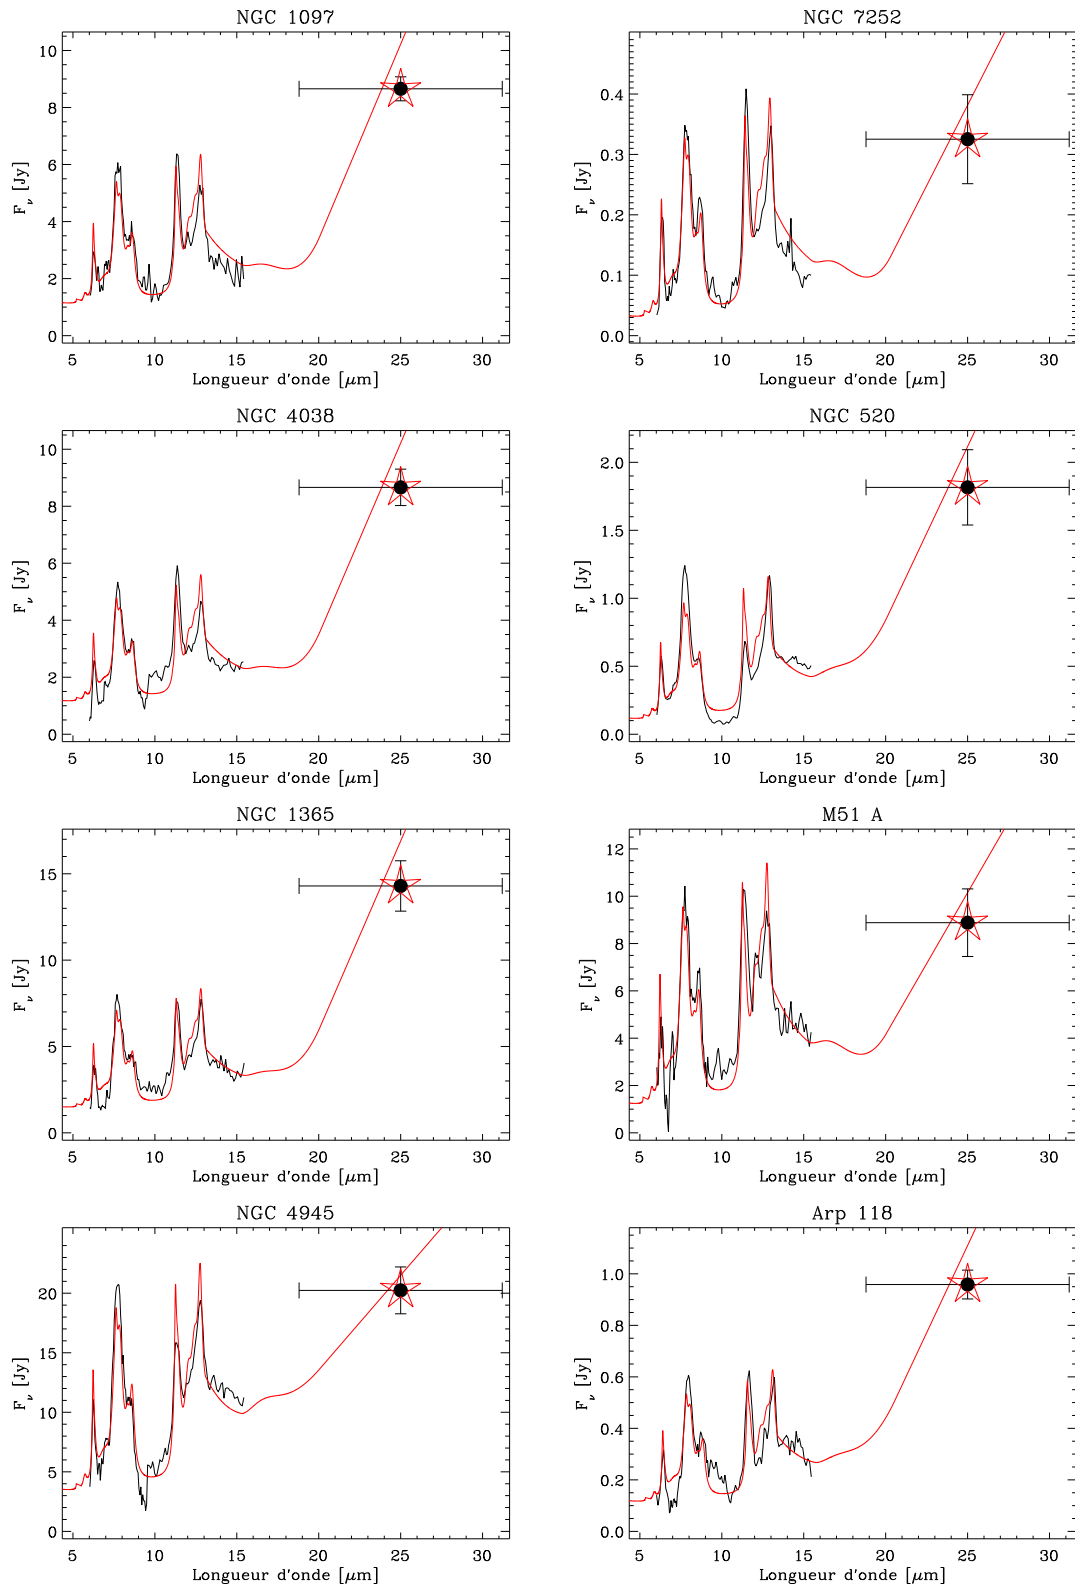 NGC 1097
10
8
6
4
2
0
F_ν [Jy]
5 10 15 20 25 30
Longueur d'onde [μm]
NGC 7252
0.4
0.3
0.2
0.1
0.0
F_ν [Jy]
5 10 15 20 25 30
Longueur d'onde [μm]
NGC 4038
10
8
6
4
2
0
F_ν [Jy]
5 10 15 20 25 30
Longueur d'onde [μm]
NGC 520
2.0
1.5
1.0
0.5
0.0
F_ν [Jy]
5 10 15 20 25 30
Longueur d'onde [μm]
NGC 1365
15
10
5
0
F_ν [Jy]
5 10 15 20 25 30
Longueur d'onde [μm]
M51 A
12
10
8
6
4
2
0
F_ν [Jy]
5 10 15 20 25 30
Longueur d'onde [μm]
NGC 4945
20
15
10
5
0
F_ν [Jy]
5 10 15 20 25 30
Longueur d'onde [μm]
Arp 118
1.0
0.8
0.6
0.4
0.2
0.0
F_ν [Jy]
5 10 15 20 25 30
Longueur d'onde [μm]